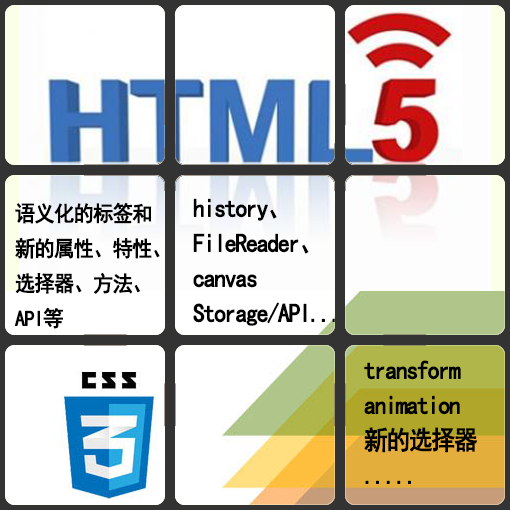 HTML5
语义化的标签和
新的属性、特性、
选择器、方法、
API等
history、
FileReader、
canvas
Storage/API...
CSS
3
transform
animation
新的选择器
.....